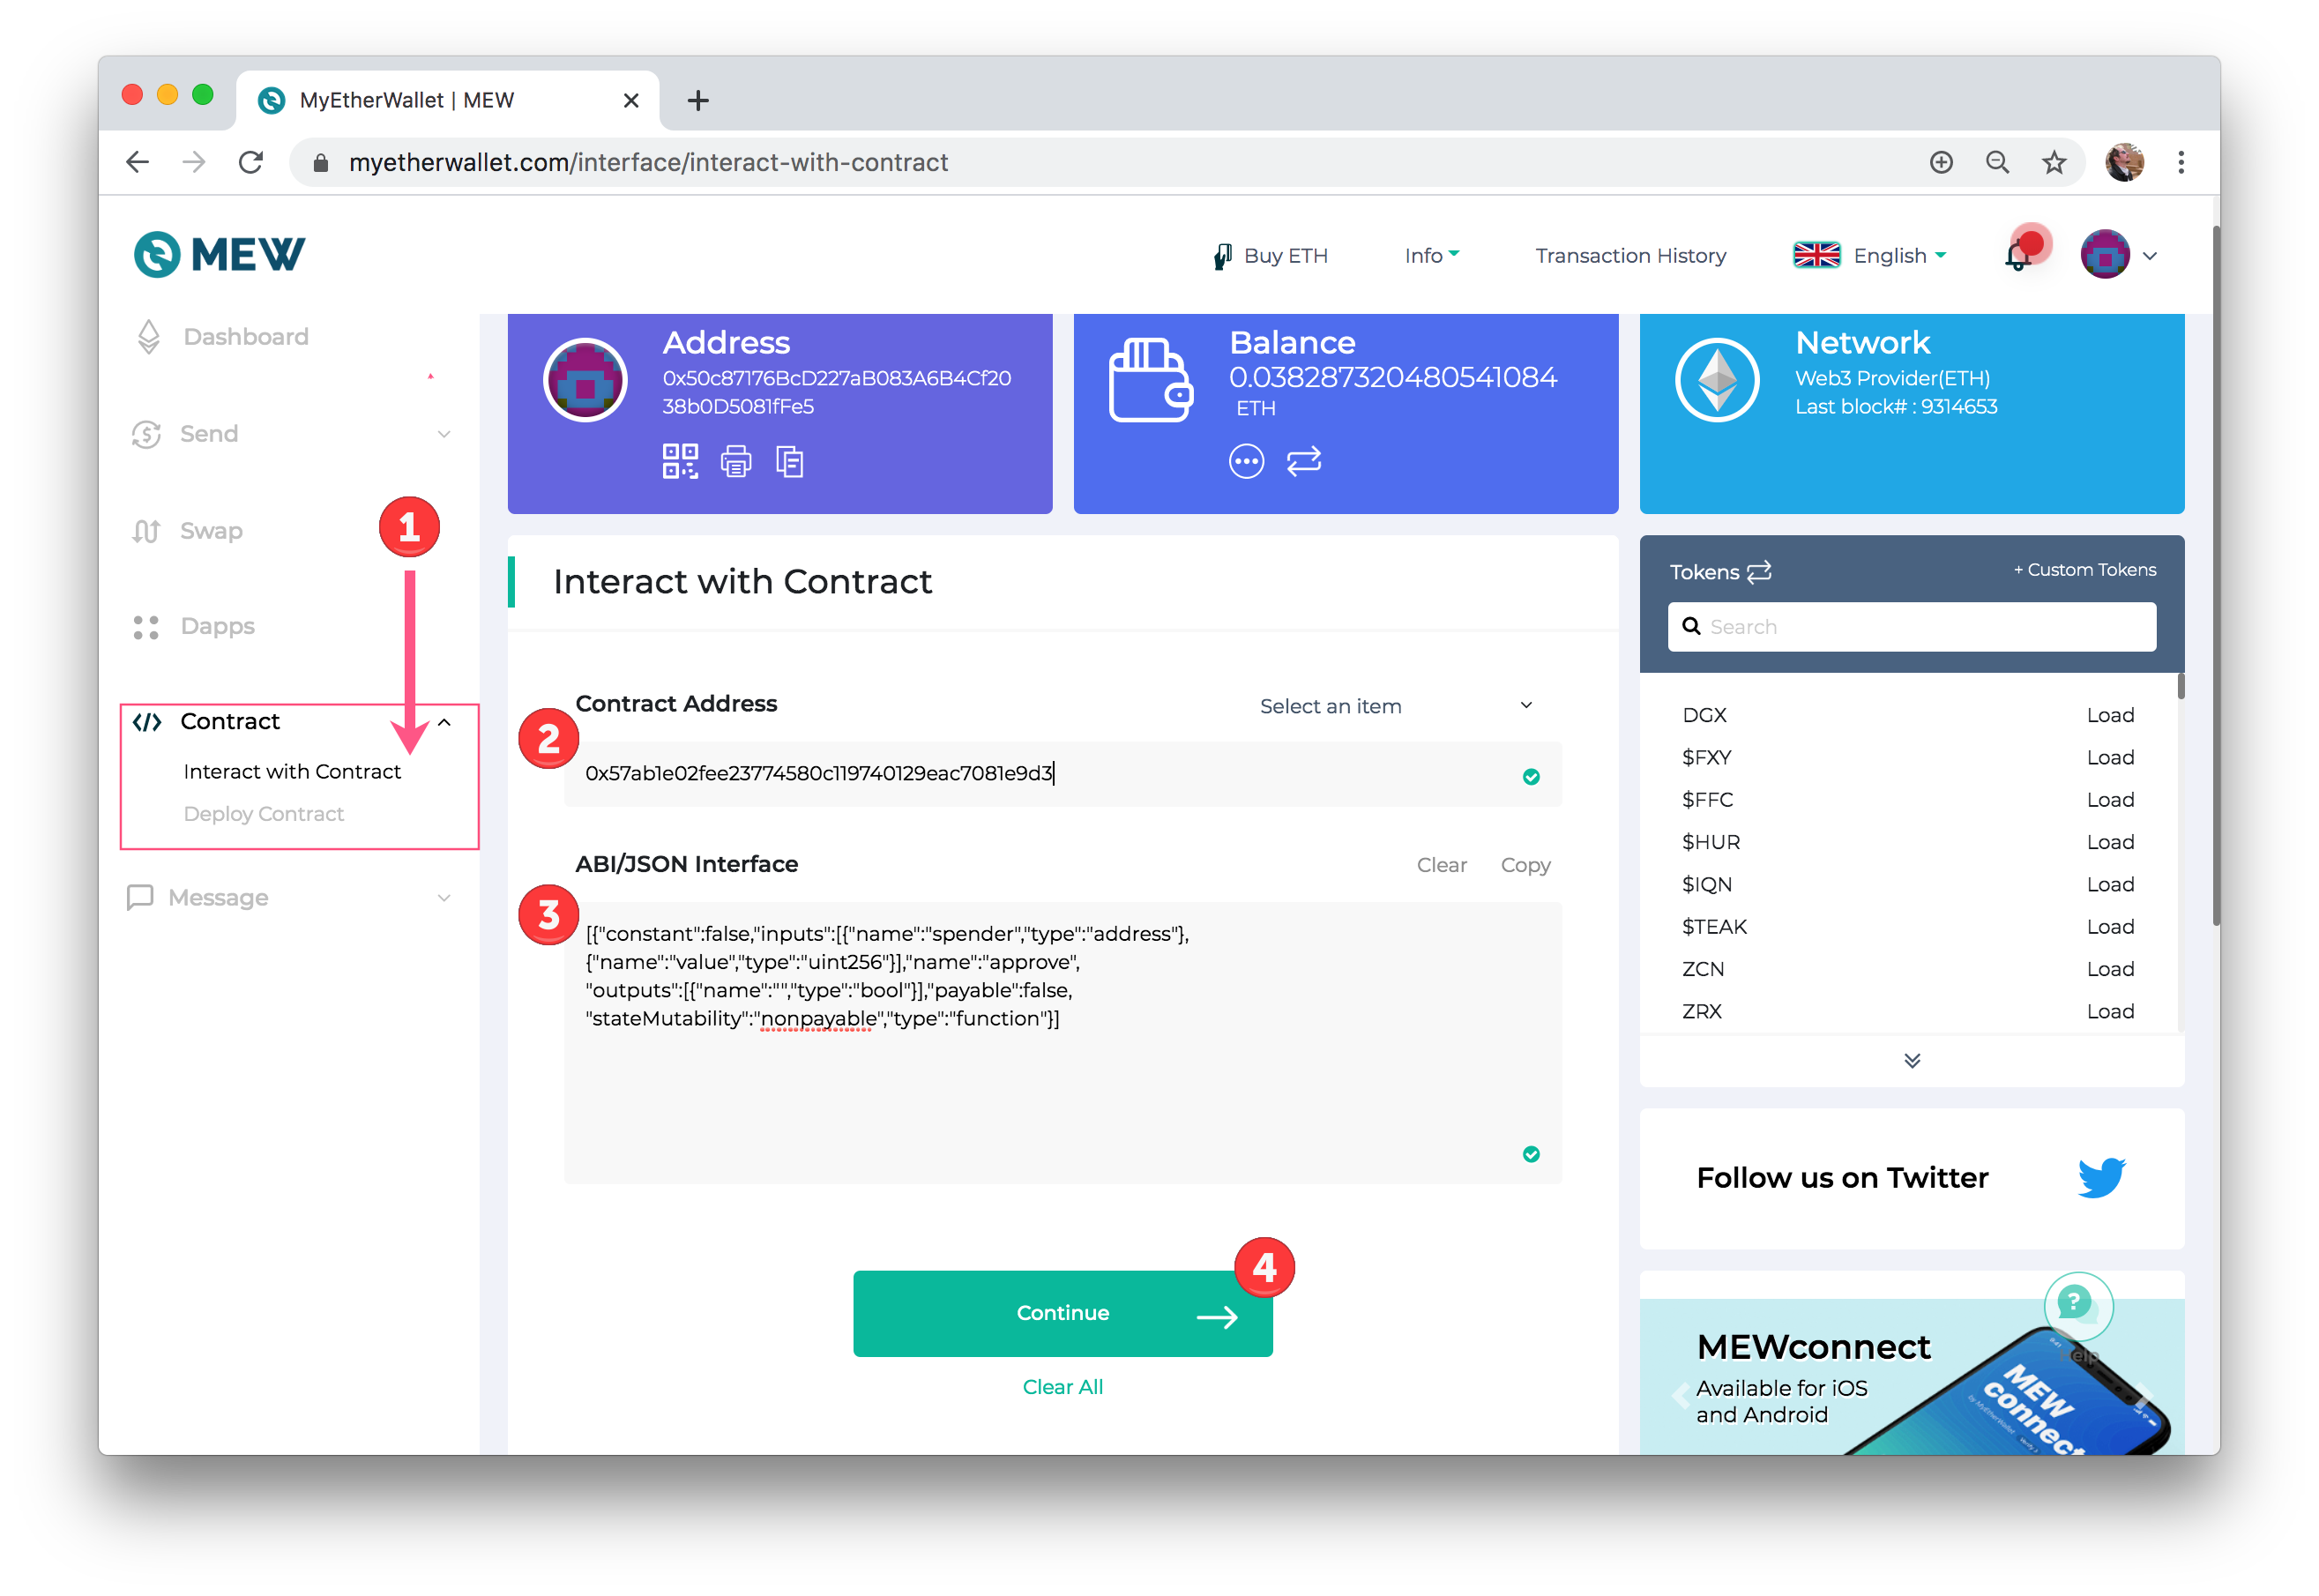 MyEtherWallet | MEW
myetherwallet.com/interface/interact-with-contract
MEW
Buy ETH
Info
Transaction History
English
Dashboard
Send
Swap
Dapps
Contract
Interact with Contract
Deploy Contract
Message
1
Address
0x50c87176BcD227aB083A6B4Cf20
38b0D5081fFe5
Balance
0.038287320480541084
ETH
Network
Web3 Provider(ETH)
Last block# : 9314653
Interact with Contract
Contract Address
Select an item
2
0x57ab1e02fee23774580c119740129eac7081e9d3
ABI/JSON Interface
Clear
Copy
3
[{"constant":false,"inputs":[{"name":"spender","type":"address"},
{"name":"value","type":"uint256"}],"name":"approve",
"outputs":[{"name":"","type":"bool"}],"payable":false,
"stateMutability":"nonpayable","type":"function"}]
4
Continue
Clear All
Tokens
+ Custom Tokens
Search
DGX Load
$FXY Load
$FFC Load
$HUR Load
$IQN Load
$TEAK Load
ZCN Load
ZRX Load
Follow us on Twitter
MEWconnect
Available for iOS
and Android
?
Help
MEW
connect